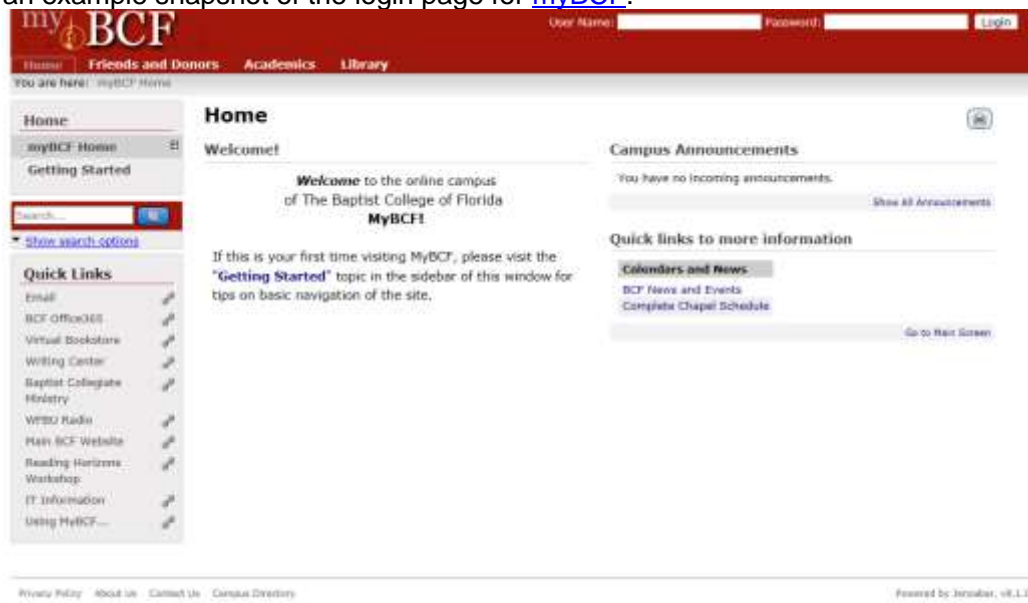 an example snapshot of the login page for myBCF.
my BCF
User Name:
Password:
Login
Home Friends and Donors Academics Library
You are here: myBCF Home
Home
myBCF Home
Getting Started
Search...
Show search options
Quick Links
Email
BCF Office365
Virtual Bookstore
Writing Center
Baptist Collegiate
Ministry
WFBU Radio
Main BCF Website
Reading Horizons
Workshop
IT Information
Using MyBCF...
Home
Welcome!
Welcome to the online campus
of The Baptist College of Florida
MyBCF!
If this is your first time visiting MyBCF, please visit the
"Getting Started" topic in the sidebar of this window for
tips on basic navigation of the site.
Campus Announcements
You have no incoming announcements.
Show All Announcements
Quick links to more information
Calendars and News
BCF News and Events
Complete Chapel Schedule
Go to Main Screen
Privacy Policy About Us Contact Us Campus Directory
Powered by Jenzabar.